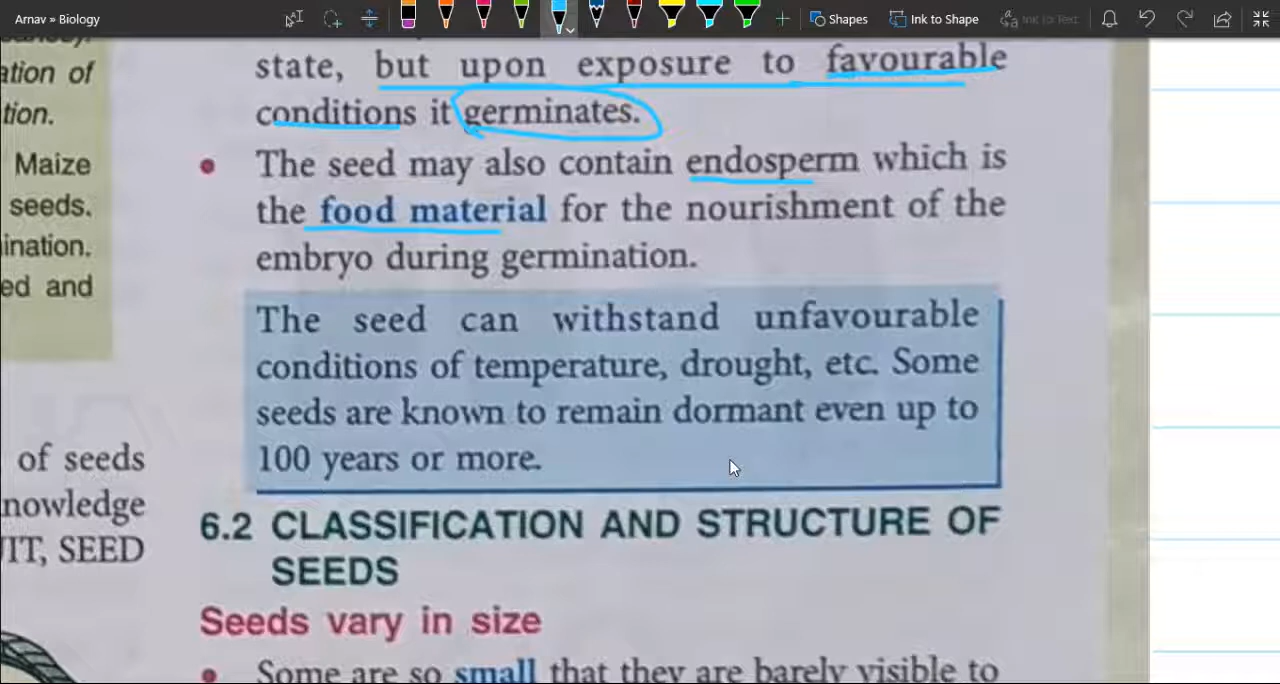 Arnav » Biology
Shapes
Ink to Shape
Ink to Text
ation of
tion.
Maize
seeds.
ination.
ed and
of seeds
nowledge
IT, SEED
state, but upon exposure to favourable
conditions it germinates.
• The seed may also contain endosperm which is
the food material for the nourishment of the
embryo during germination.
The seed can withstand unfavourable
conditions of temperature, drought, etc. Some
seeds are known to remain dormant even up to
100 years or more.
6.2 CLASSIFICATION AND STRUCTURE OF
SEEDS
Seeds vary in size
• Some are so small that they are barely visible to